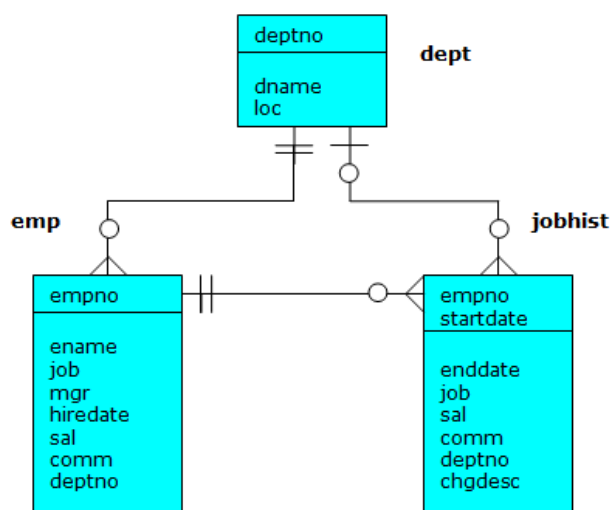 deptno
dept
dname
loc
emp
jobhist
empno
ename
job
mgr
hiredate
sal
comm
deptno
empno
startdate
enddate
job
sal
comm
deptno
chgdesc